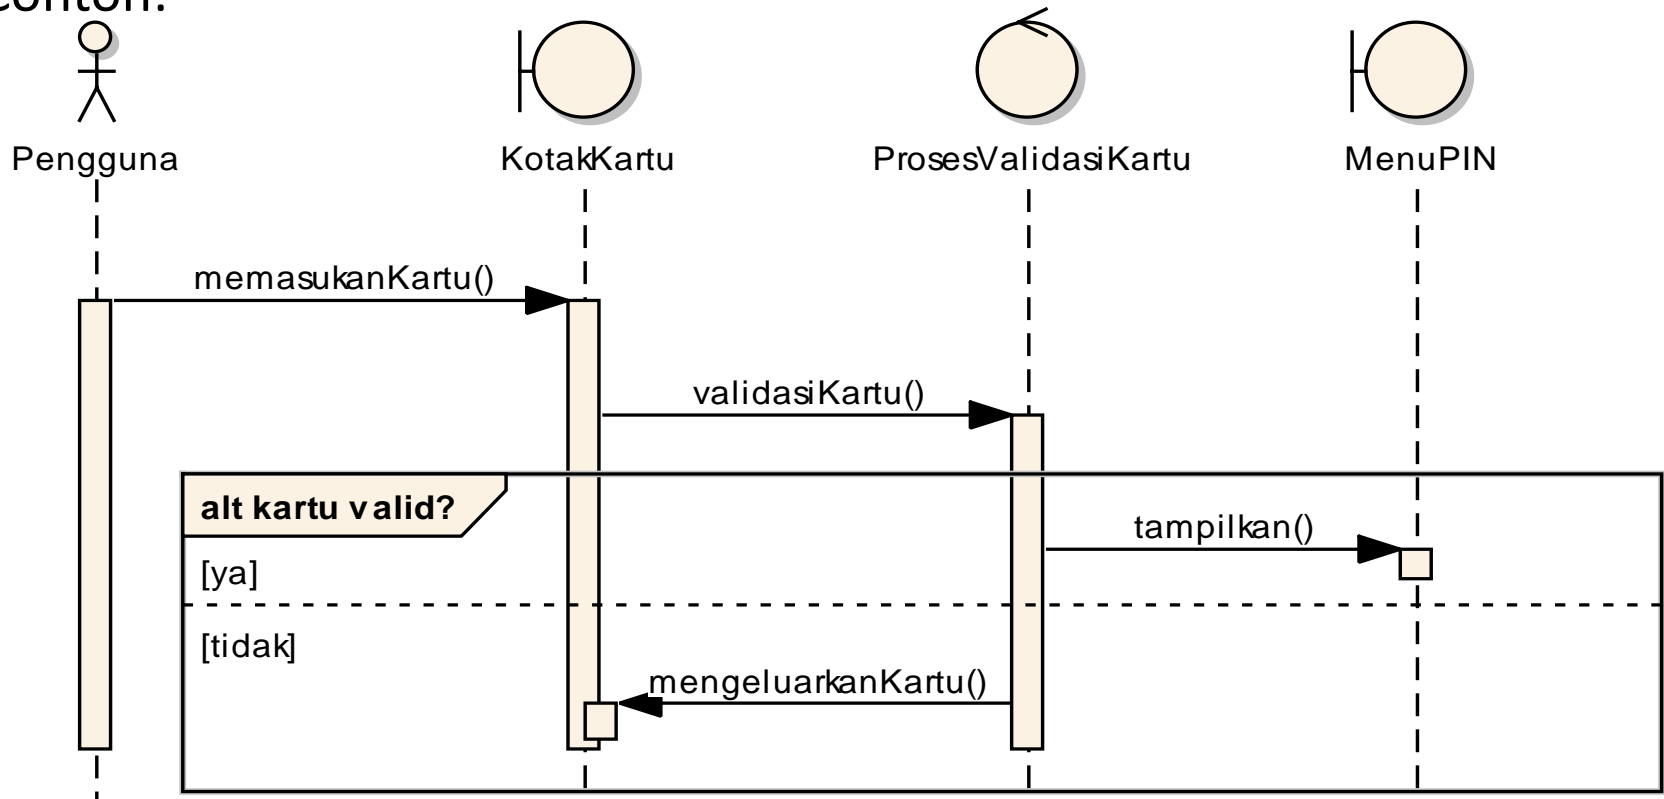 contoh:
Pengguna
KotakKartu
ProsesValidasiKartu
MenuPIN
memasukanKartu()
validasiKartu()
alt kartu valid?
tampilkan()
[ya]
[tidak]
mengeluarkanKartu()